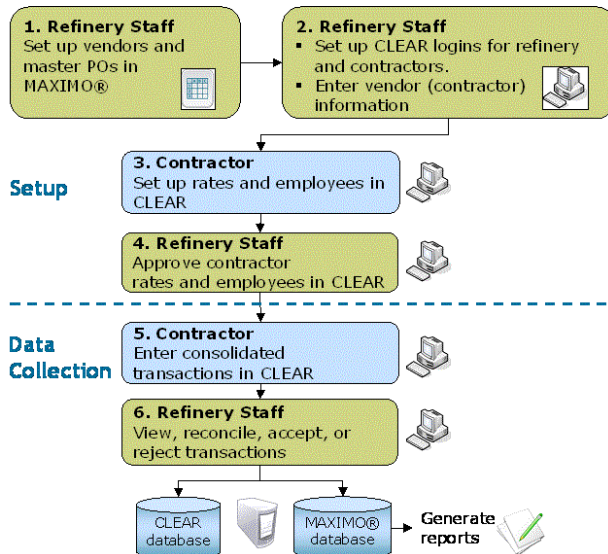 1. Refinery Staff
Set up vendors and
master POs in
MAXIMO®
2. Refinery Staff
▪ Set up CLEAR logins for refinery
and contractors.
▪ Enter vendor (contractor)
information
Setup
3. Contractor
Set up rates and employees in
CLEAR
4. Refinery Staff
Approve contractor
rates and employees in CLEAR
Data
Collection
5. Contractor
Enter consolidated
transactions in CLEAR
6. Refinery Staff
View, reconcile, accept, or
reject transactions
CLEAR
database
MAXIMO®
database
Generate
reports